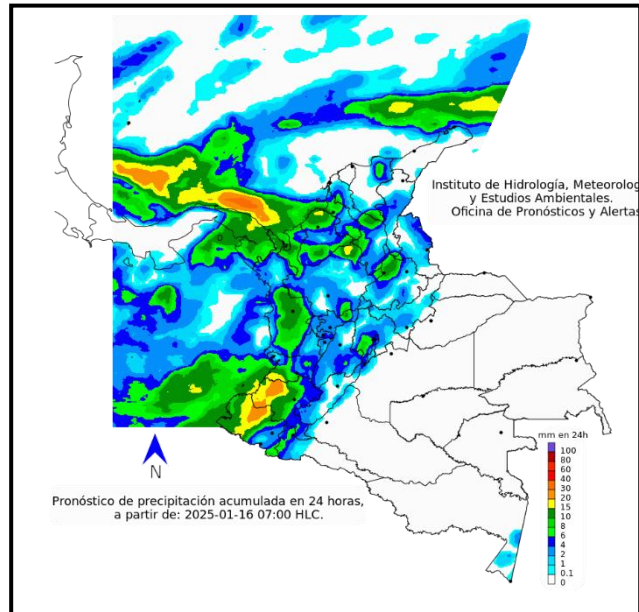 Instituto de Hidrología, Meteorolog
y Estudios Ambientales.
Oficina de Pronósticos y Alertas
mm en 24h
100
80
60
40
30
20
15
10
8
6
4
2
1
0.1
0
N
Pronóstico de precipitación acumulada en 24 horas,
a partir de: 2025-01-16 07:00 HLC.